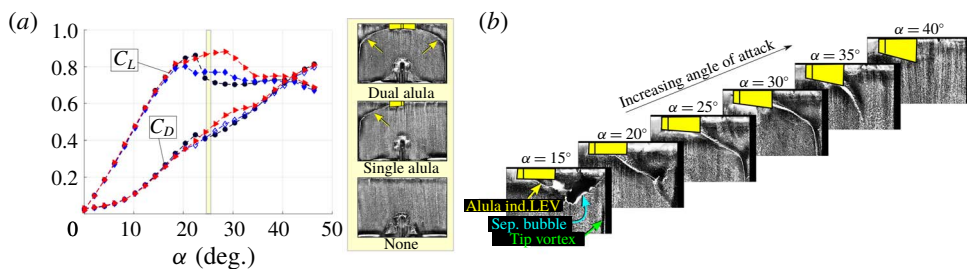 (a)
1.0
0.8
0.6
0.4
0.2
0
10
20
30
40
50
α (deg.)
C_L
C_D
Dual alula
Single alula
None
(b)
Increasing angle of attack
α = 15°
α = 20°
α = 25°
α = 30°
α = 35°
α = 40°
Alula ind.LEV
Sep. bubble
Tip vortex